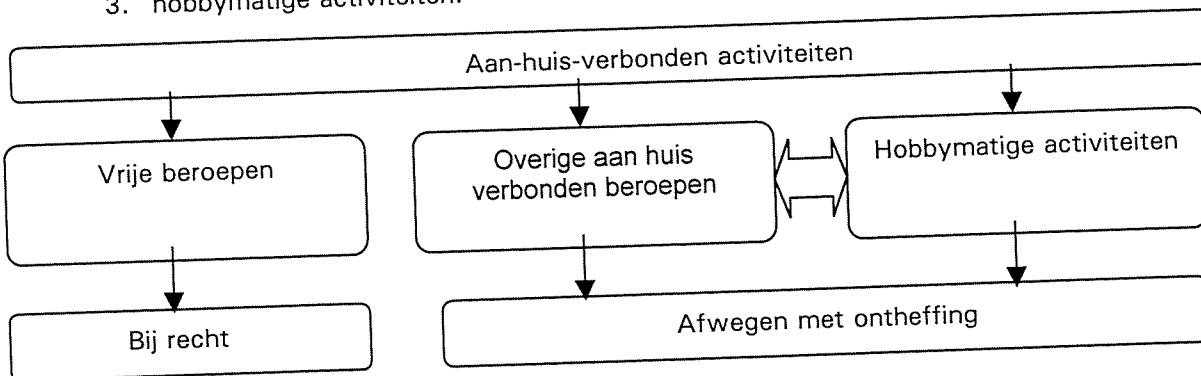 3. hobbymatige activiteiten.
Aan-huis-verbonden activiteiten
Vrije beroepen
Overige aan huis
verbonden beroepen
Hobbymatige activiteiten
Bij recht
Afwegen met ontheffing